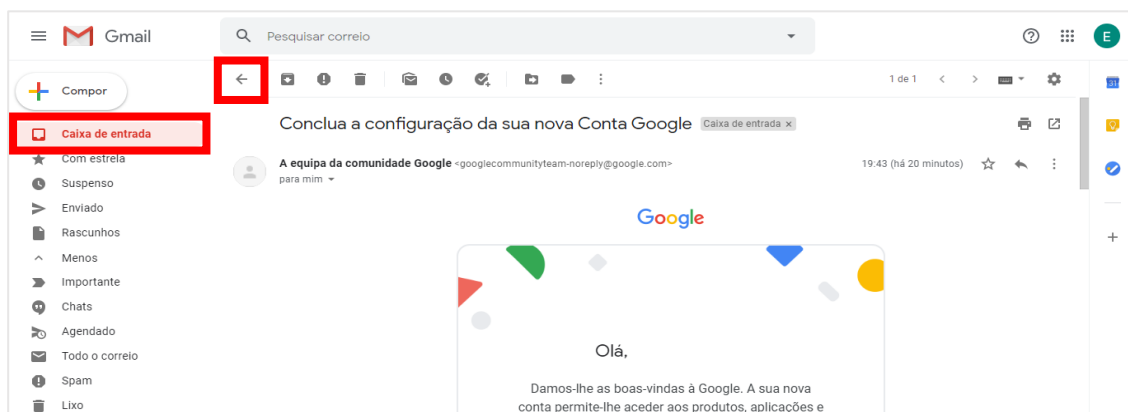 Gmail
Pesquisar correio
E
Compor
1 de 1
31
Caixa de entrada
Com estrela
Suspenso
Enviado
Rascunhos
Menos
Importante
Chats
Agendado
Todo o correio
Spam
Lixo
Conclua a configuração da sua nova Conta Google Caixa de entrada x
A equipa da comunidade Google <googlecommunityteam-noreply@google.com> 19:43 (há 20 minutos)
para mim
Google
Olá,
Damos-lhe as boas-vindas à Google. A sua nova
conta permite-lhe aceder aos produtos, aplicações e